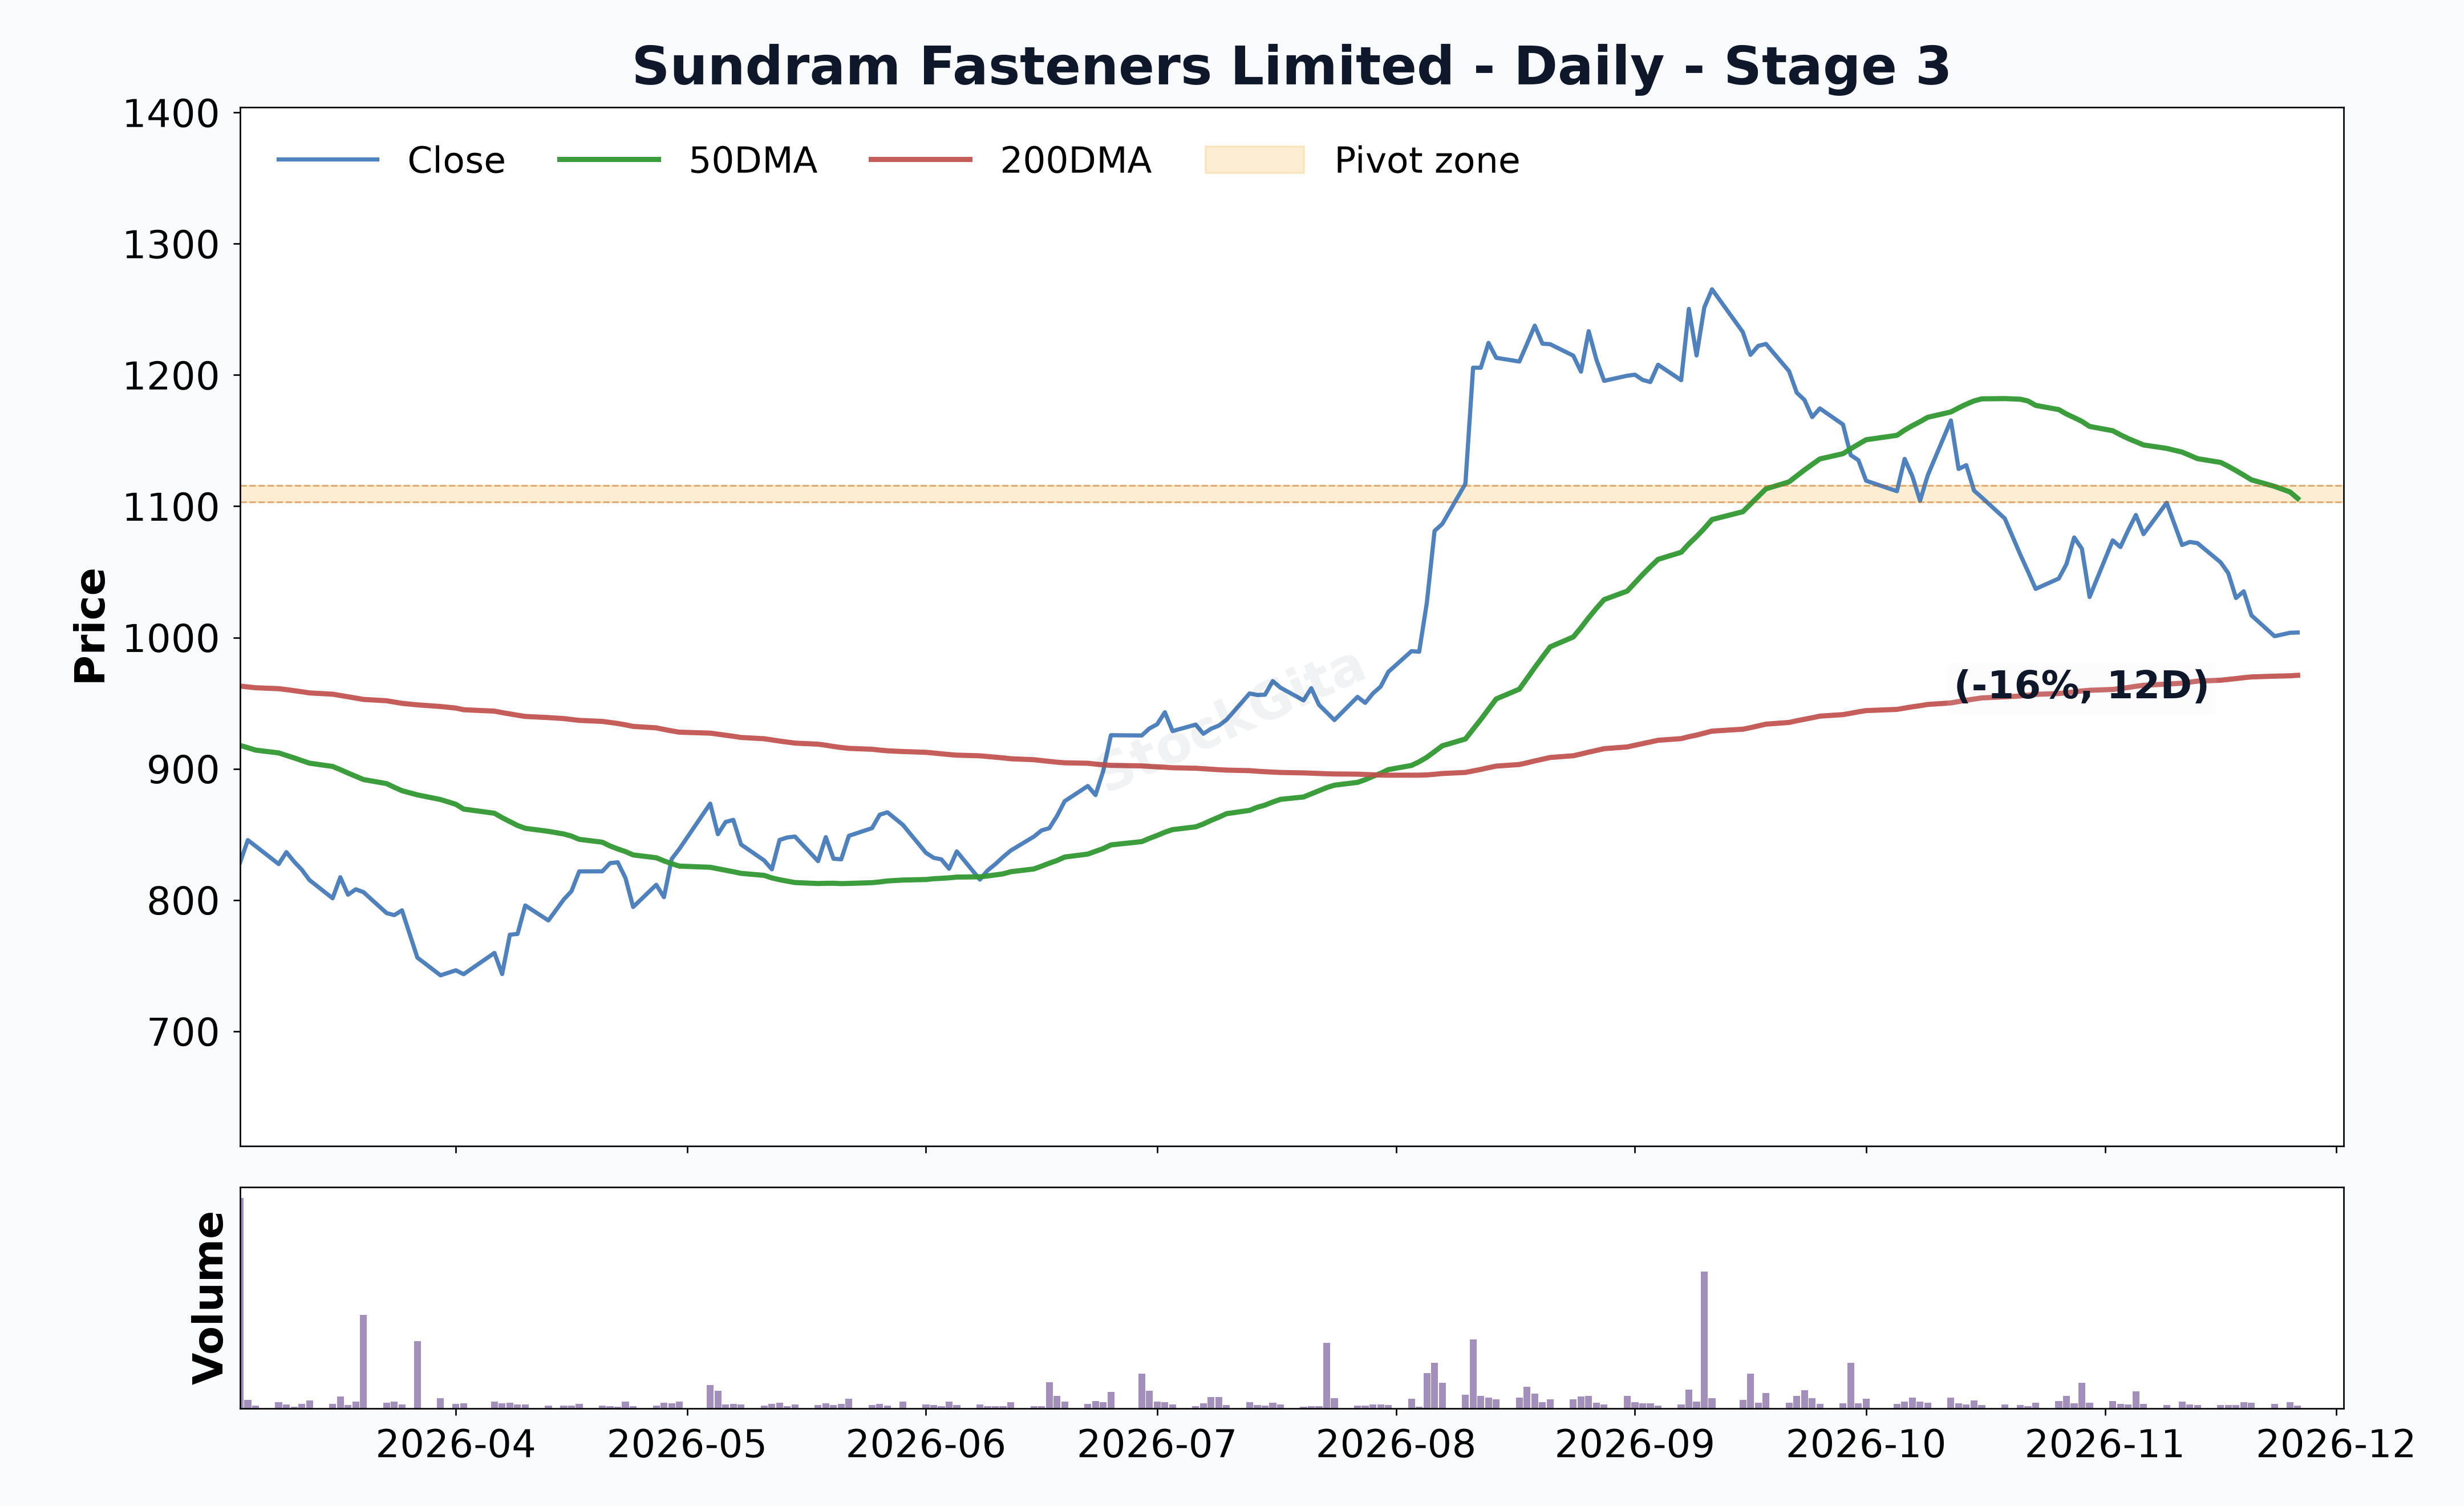 Sundram Fasteners Limited - Daily - Stage 3
Close 50DMA 200DMA Pivot zone
1400
1300
1200
1100
1000
900
800
700
Price
StockGita
(-16%, 12D)
Volume
2026-04 2026-05 2026-06 2026-07 2026-08 2026-09 2026-10 2026-11 2026-12